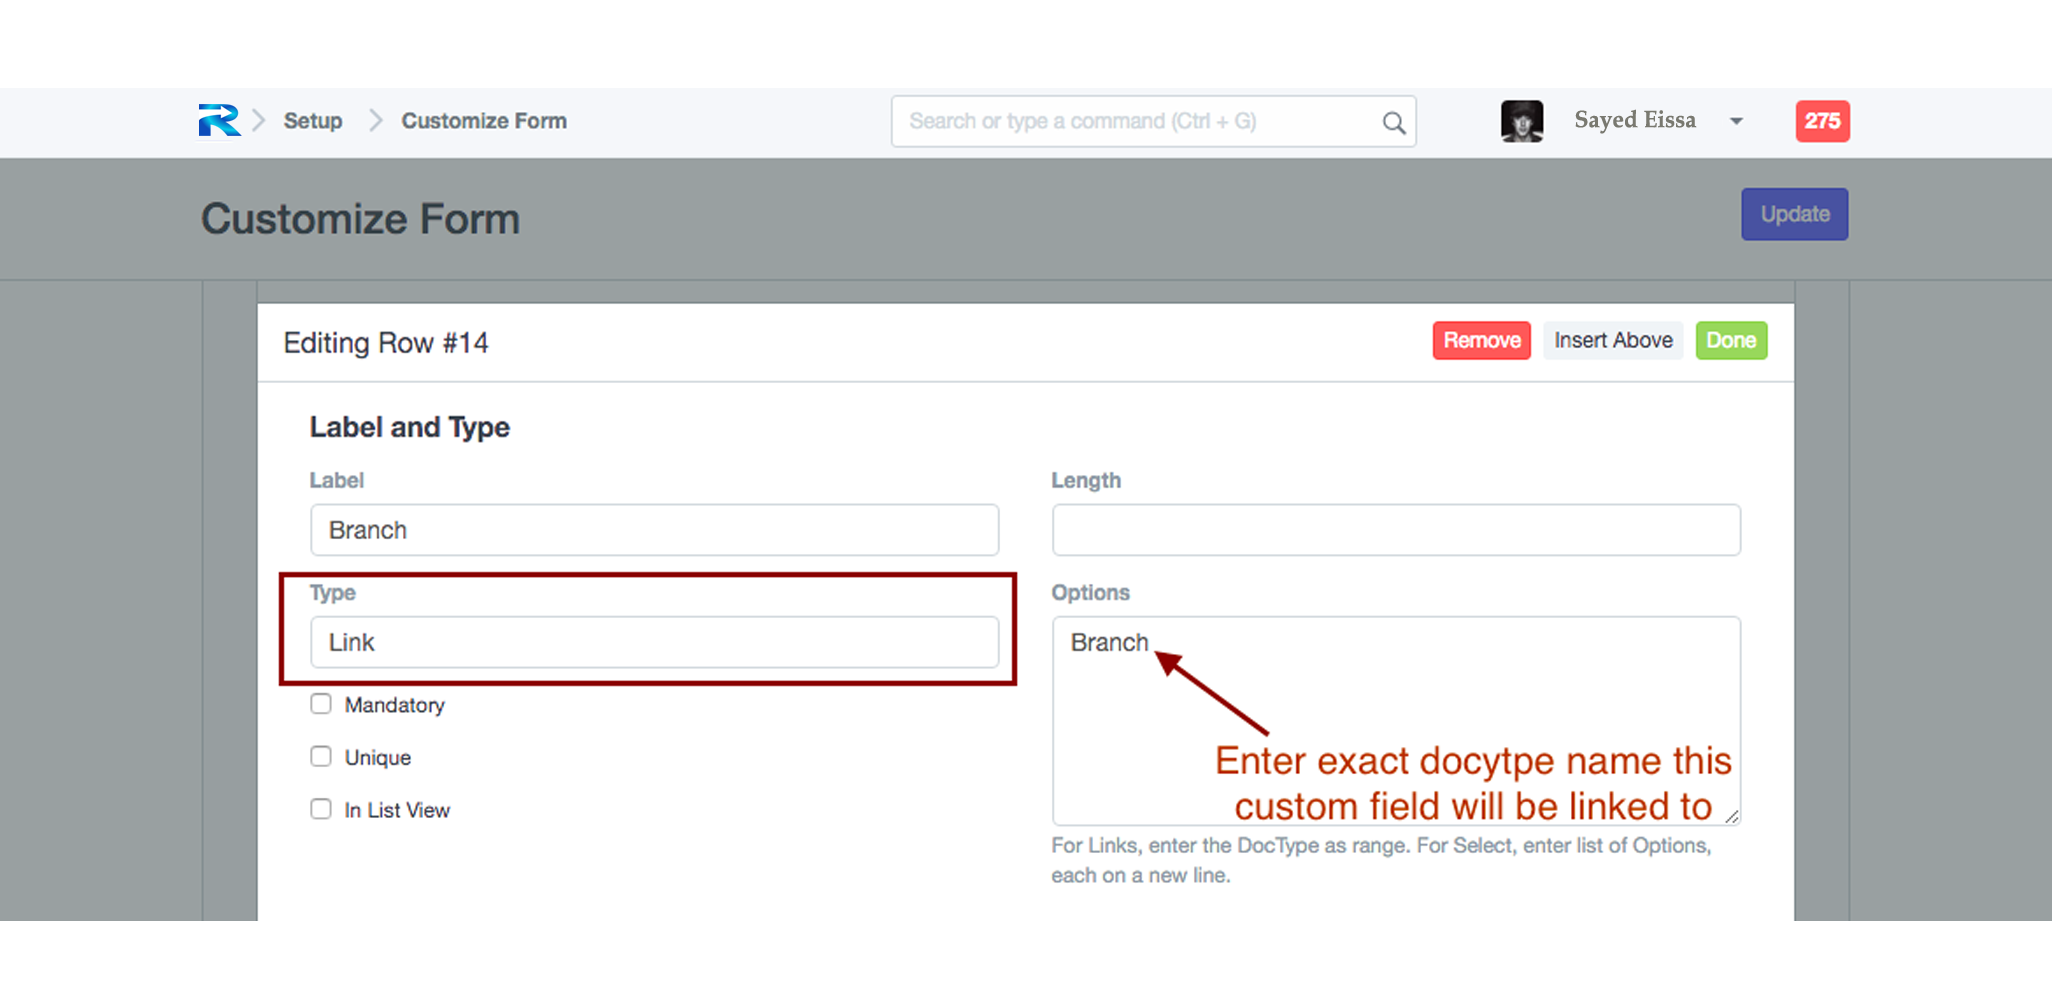 Setup
Customize Form
Search or type a command (Ctrl + G)
Sayed Eissa
275
Customize Form
Update
Editing Row #14
Remove
Insert Above
Done
Label and Type
Label
Length
Branch
Type
Options
Link
Branch
Mandatory
Unique
In List View
Enter exact docytpe name this
custom field will be linked to
For Links, enter the DocType as range. For Select, enter list of Options,
each on a new line.